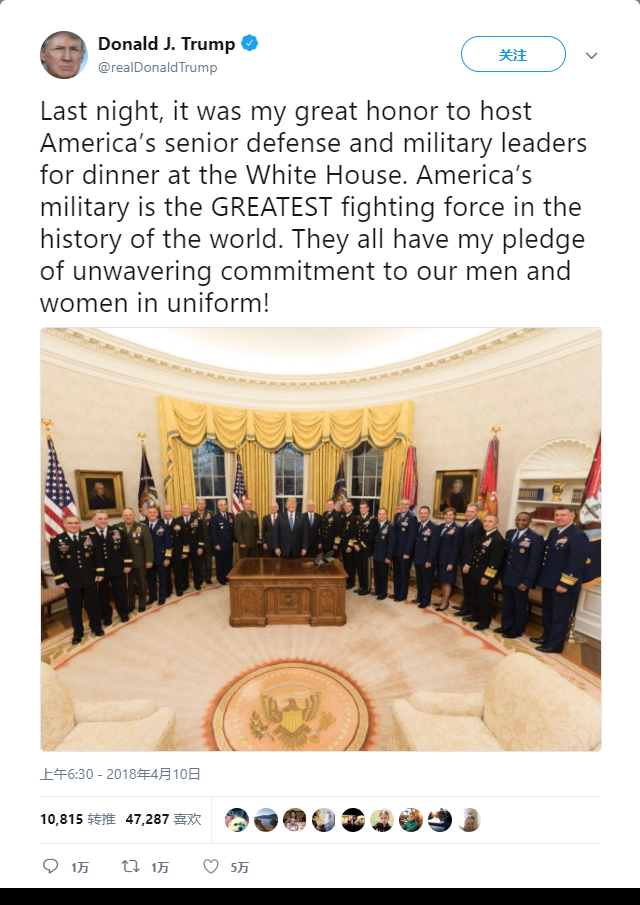 Donald J. Trump
关注
@realDonaldTrump
Last night, it was my great honor to host
America’s senior defense and military leaders
for dinner at the White House. America’s
military is the GREATEST fighting force in the
history of the world. They all have my pledge
of unwavering commitment to our men and
women in uniform!
上午6:30 - 2018年4月10日
10,815 转推 47,287 喜欢
1万 1万 5万